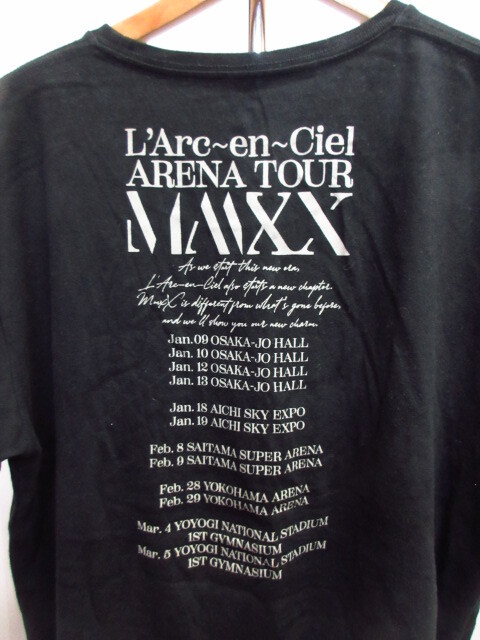 L'Arc~en~Ciel
ARENA TOUR
MMXX
As we start this new era,
L'Arc~en~Ciel also starts a new chapter.
MmxX is different from what's gone before,
and we'll show you our new charm.
Jan.09 OSAKA-JO HALL
Jan. 10 OSAKA-JO HALL
Jan. 12 OSAKA-JO HALL
Jan. 13 OSAKA-JO HALL
Jan. 18 AICHI SKY EXPO
Jan. 19 AICHI SKY EXPO
Feb. 8 SAITAMA SUPER ARENA
Feb. 9 SAITAMA SUPER ARENA
Feb. 28 YOKOHAMA ARENA
Feb. 29 YOKOHAMA ARENA
Mar. 4 YOYOGI NATIONAL STADIUM
1ST GYMNASIUM
Mar. 5 YOYOGI NATIONAL STADIUM
1ST GYMNASIUM